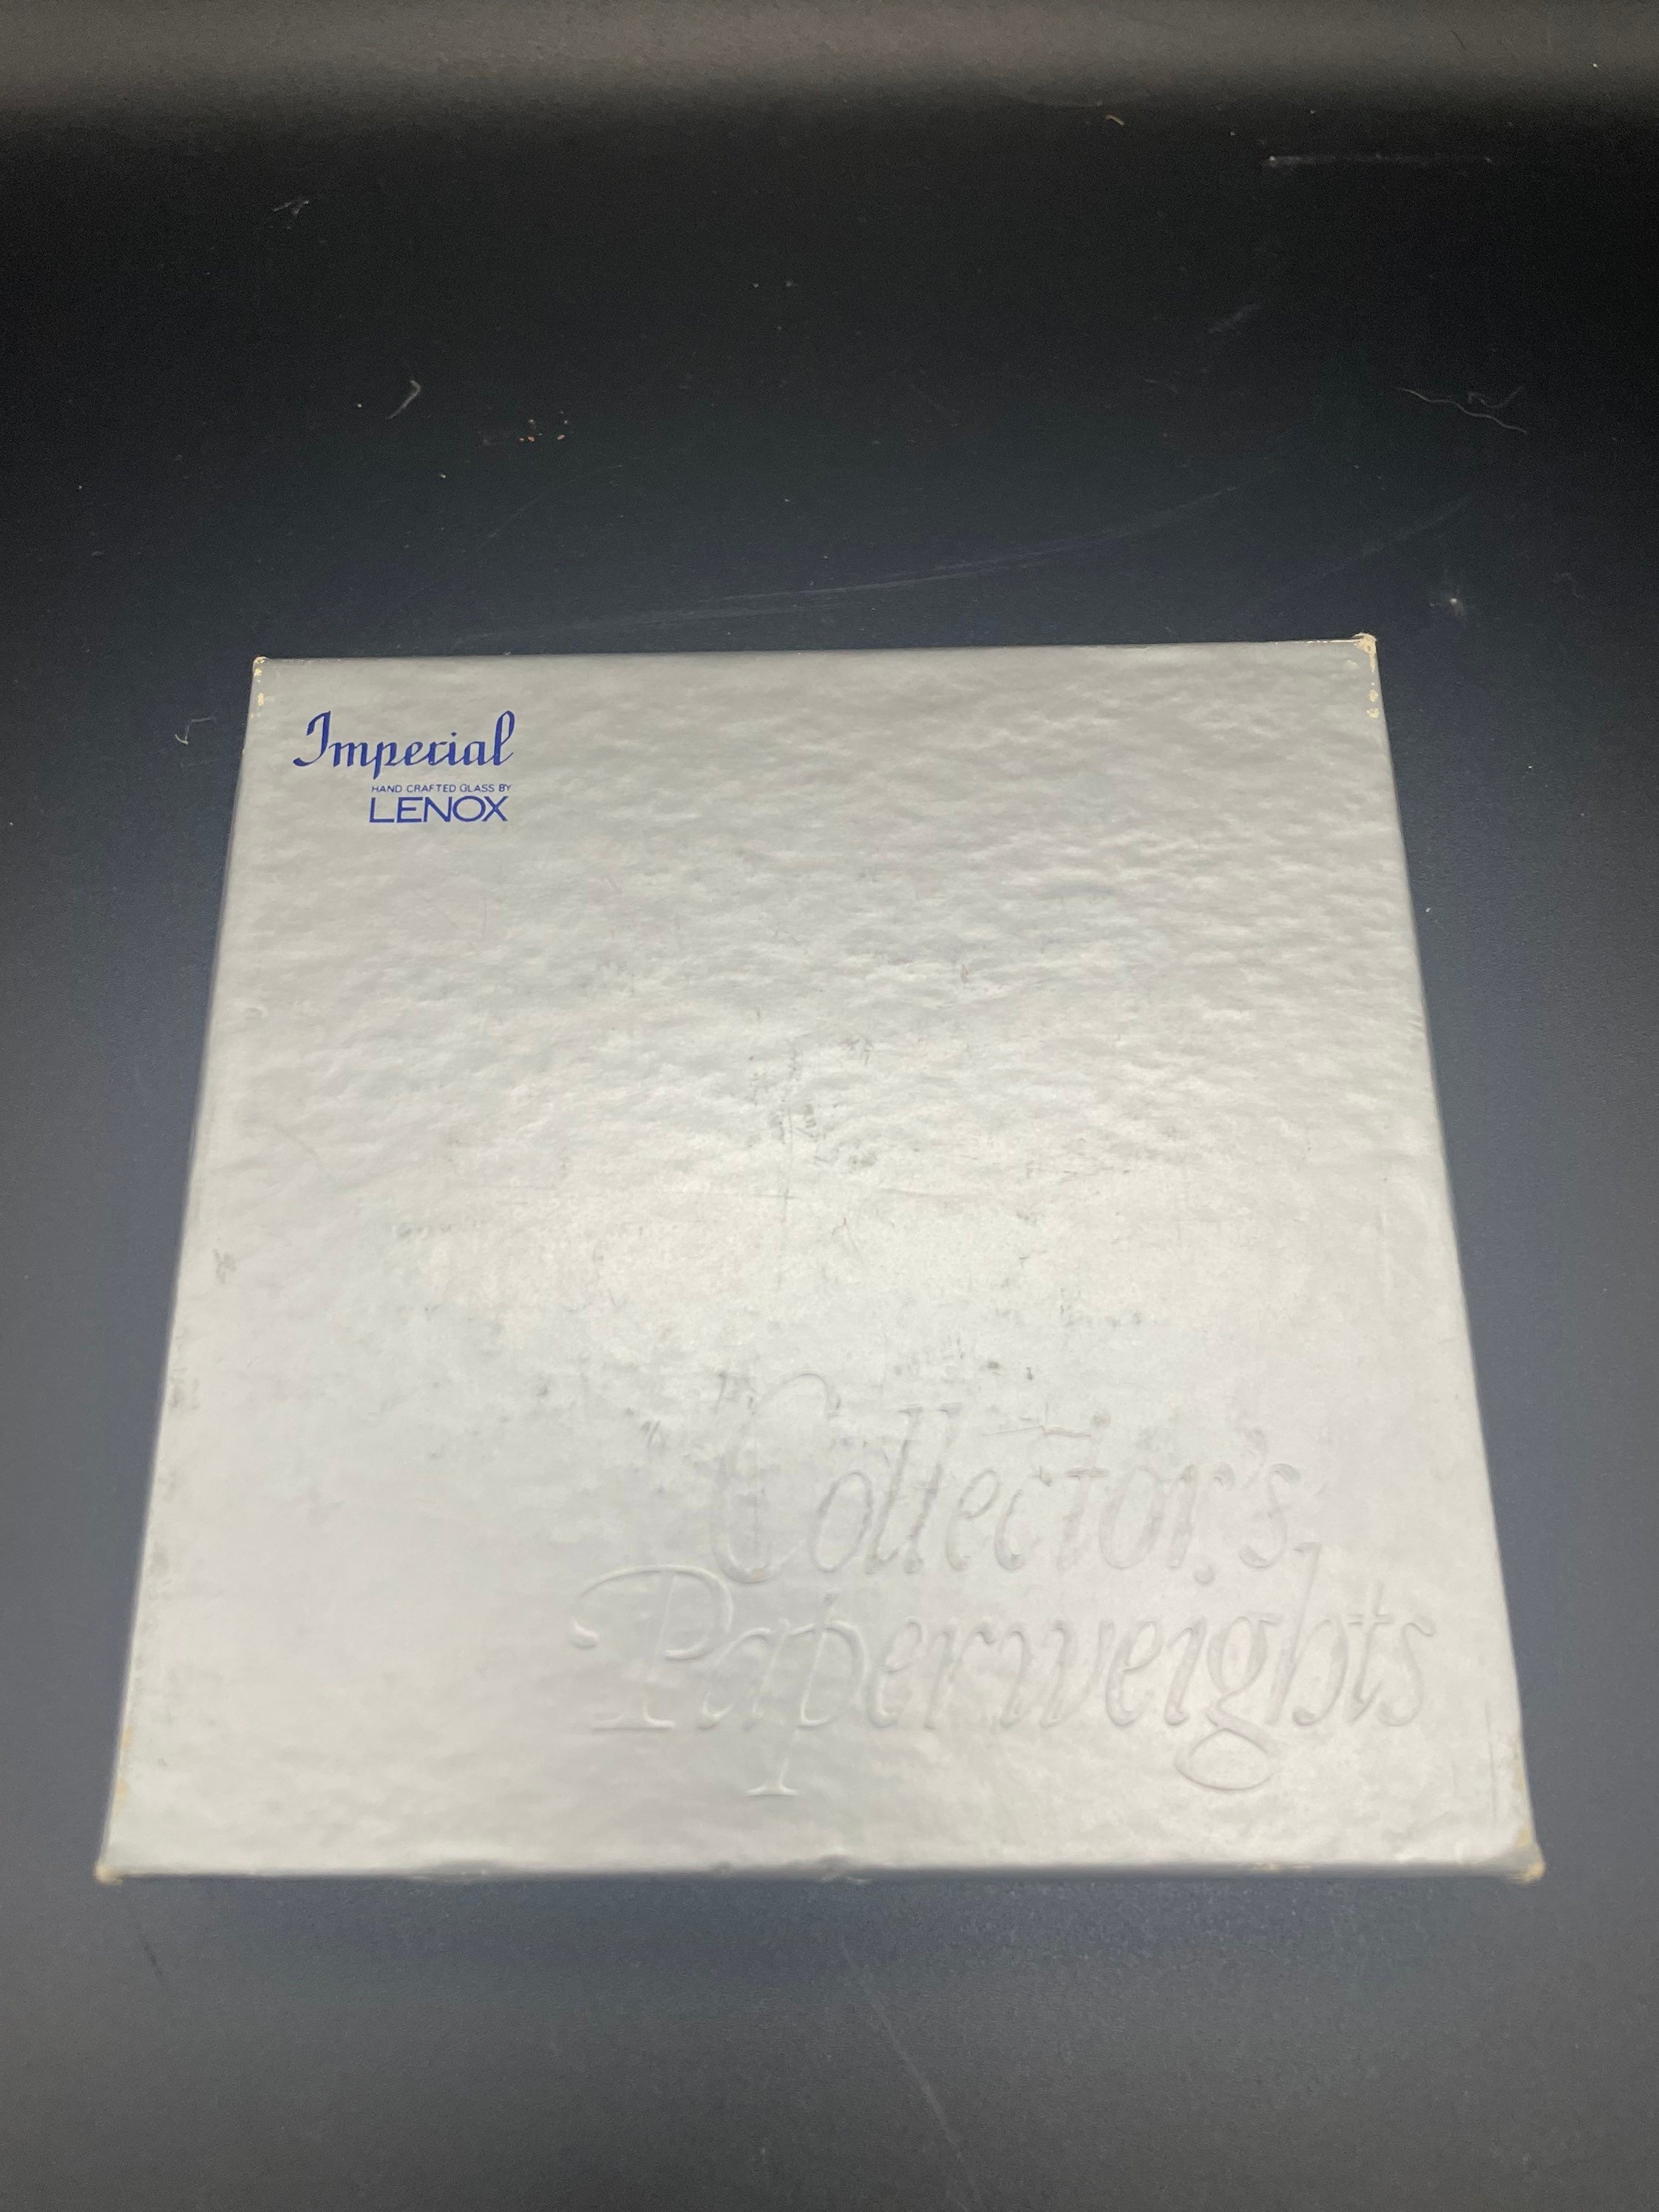 Imperial
HAND CRAFTED GLASS BY
LENOX
Collector's
Paperweights